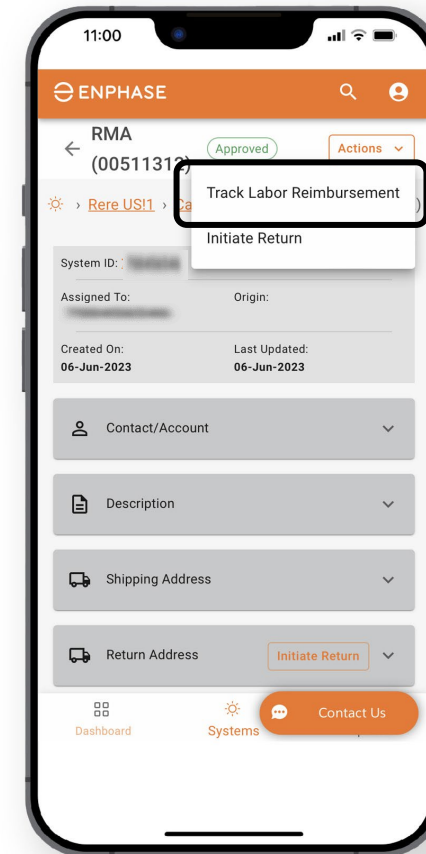 11:00
ENPHASE
RMA
(00511312)
Approved
Actions
Track Labor Reimbursement
Rere US!1 › Ca
)
Initiate Return
System ID:
Assigned To: Origin:
Created On: Last Updated:
06-Jun-2023 06-Jun-2023
Contact/Account
Description
Shipping Address
Return Address Initiate Return
Contact Us
Dashboard Systems